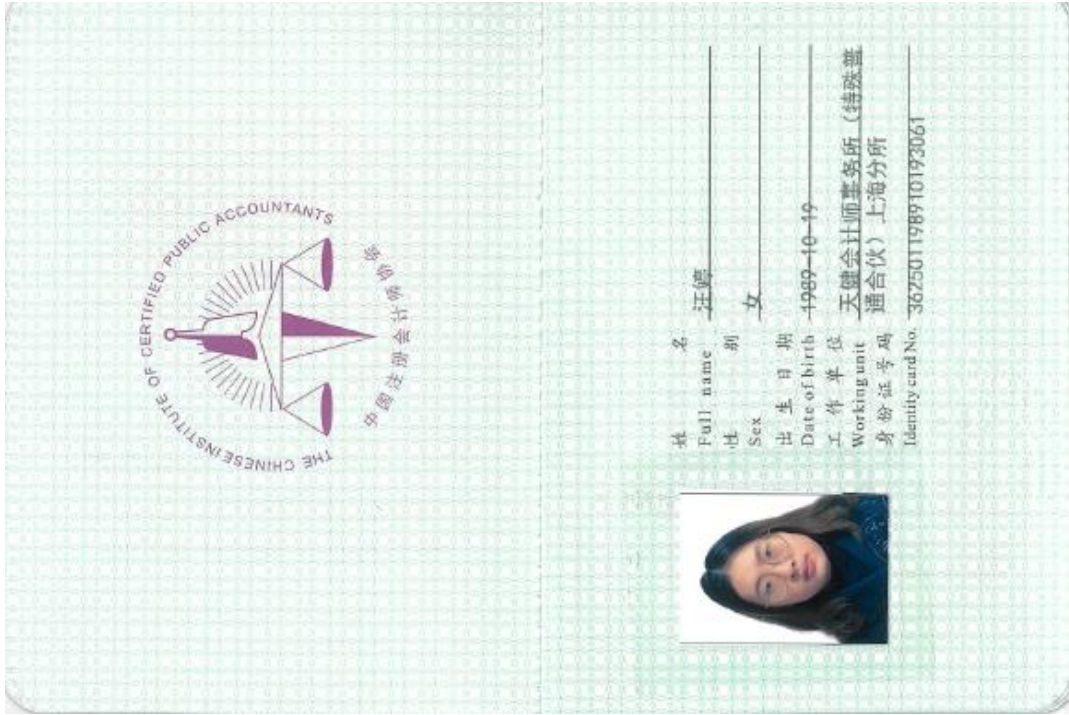 THE CHINESE INSTITUTE OF CERTIFIED PUBLIC ACCOUNTANTS
中国注册会计师协会
姓 名
Full name 汪婷
性 别
Sex 女
出 生 日 期
Date of birth 1989-10-19
工 作 单 位 天健会计师事务所（特殊普
Working unit 通合伙）上海分所
身 份 证 号 码
Identity card No. 362501198910193061